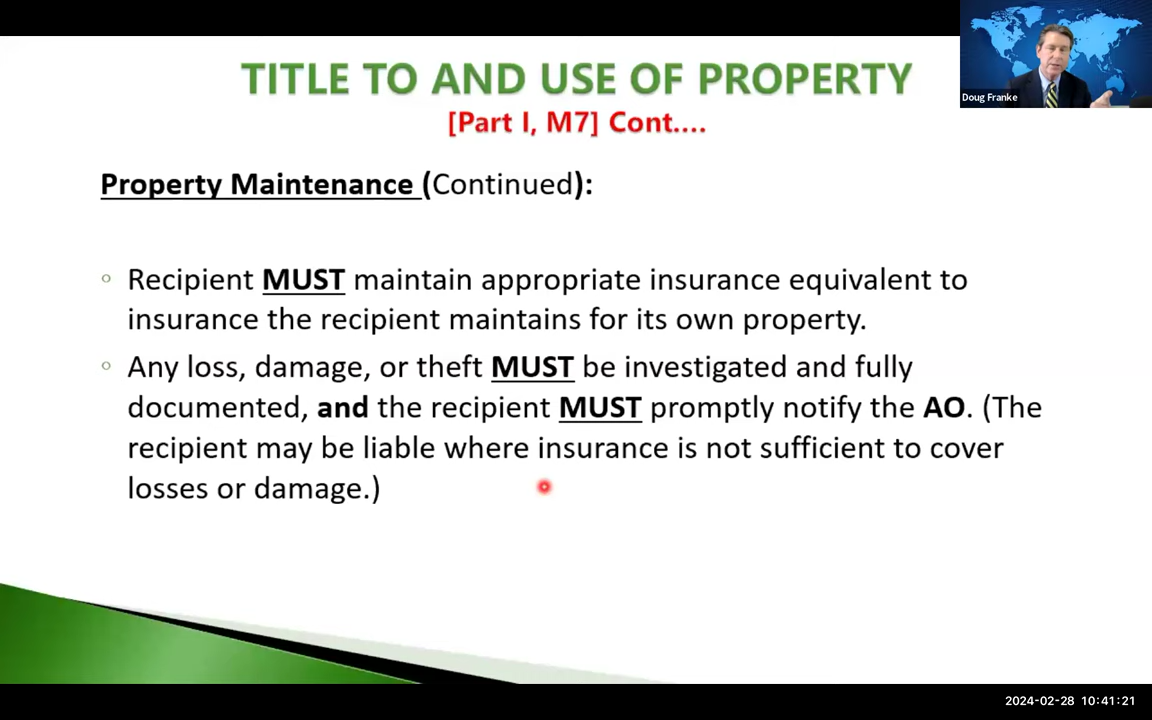 TITLE TO AND USE OF PROPERTY
[Part I, M7] Cont....
Doug Franke
Property Maintenance (Continued):
◦ Recipient MUST maintain appropriate insurance equivalent to
insurance the recipient maintains for its own property.
◦ Any loss, damage, or theft MUST be investigated and fully
documented, and the recipient MUST promptly notify the AO. (The
recipient may be liable where insurance is not sufficient to cover
losses or damage.)
2024-02-28 10:41:21